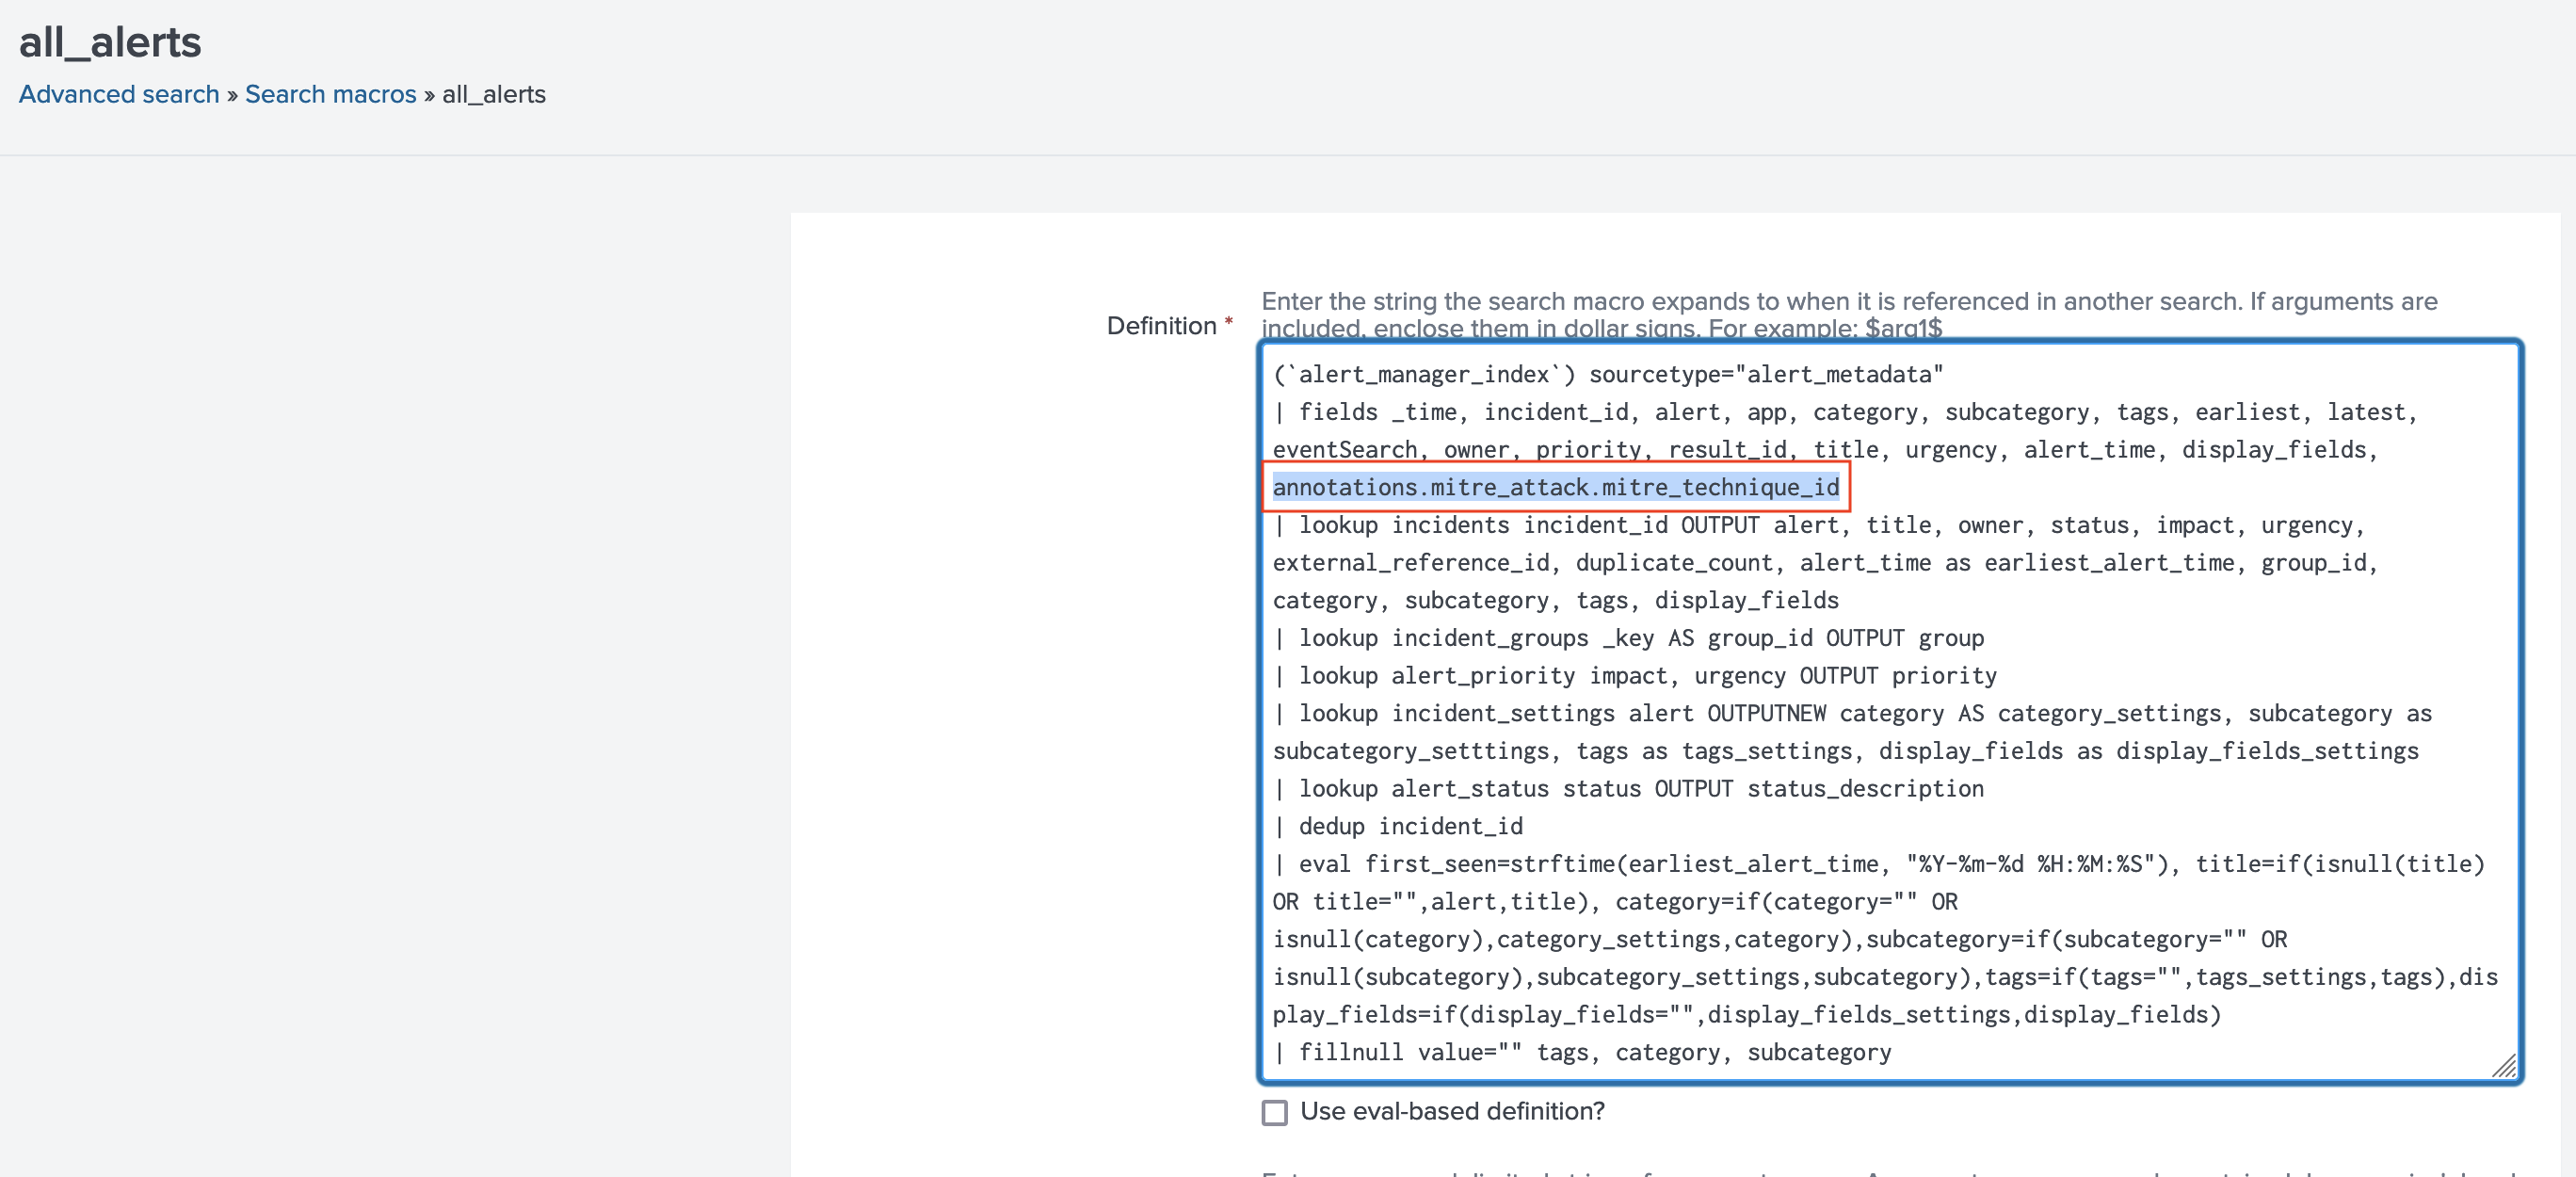 all_alerts
Advanced search » Search macros » all_alerts
Enter the string the search macro expands to when it is referenced in another search. If arguments are
Definition *
included, enclose them in dollar signs. For example: $arg1$
(`alert_manager_index`) sourcetype="alert_metadata"
| fields _time, incident_id, alert, app, category, subcategory, tags, earliest, latest,
eventSearch, owner, priority, result_id, title, urgency, alert_time, display_fields,
annotations.mitre_attack.mitre_technique_id
| lookup incidents incident_id OUTPUT alert, title, owner, status, impact, urgency,
external_reference_id, duplicate_count, alert_time as earliest_alert_time, group_id,
category, subcategory, tags, display_fields
| lookup incident_groups _key AS group_id OUTPUT group
| lookup alert_priority impact, urgency OUTPUT priority
| lookup incident_settings alert OUTPUTNEW category AS category_settings, subcategory as
subcategory_setttings, tags as tags_settings, display_fields as display_fields_settings
| lookup alert_status status OUTPUT status_description
| dedup incident_id
| eval first_seen=strftime(earliest_alert_time, "%Y-%m-%d %H:%M:%S"), title=if(isnull(title)
OR title="",alert,title), category=if(category="" OR
isnull(category),category_settings,category),subcategory=if(subcategory="" OR
isnull(subcategory),subcategory_settings,subcategory),tags=if(tags="",tags_settings,tags),dis
play_fields=if(display_fields="",display_fields_settings,display_fields)
| fillnull value="" tags, category, subcategory
Use eval-based definition?